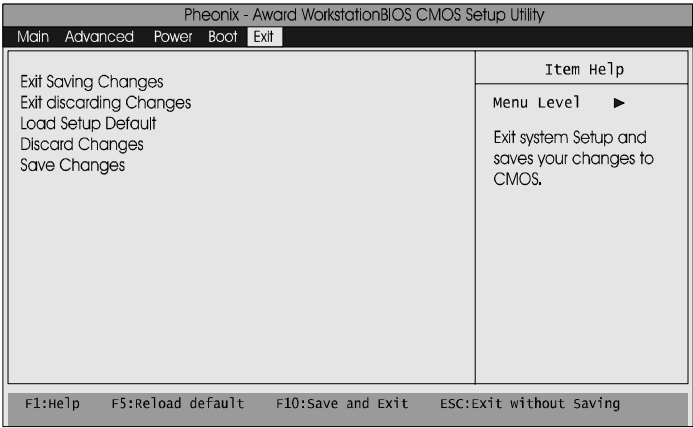 Pheonix - Award WorkstationBIOS CMOS Setup Utility
Main Advanced Power Boot Exit
Exit Saving Changes
Exit discarding Changes
Load Setup Default
Discard Changes
Save Changes
Item Help
Menu Level ▶
Exit system Setup and
saves your changes to
CMOS.
F1:Help F5:Reload default F10:Save and Exit ESC:Exit without Saving